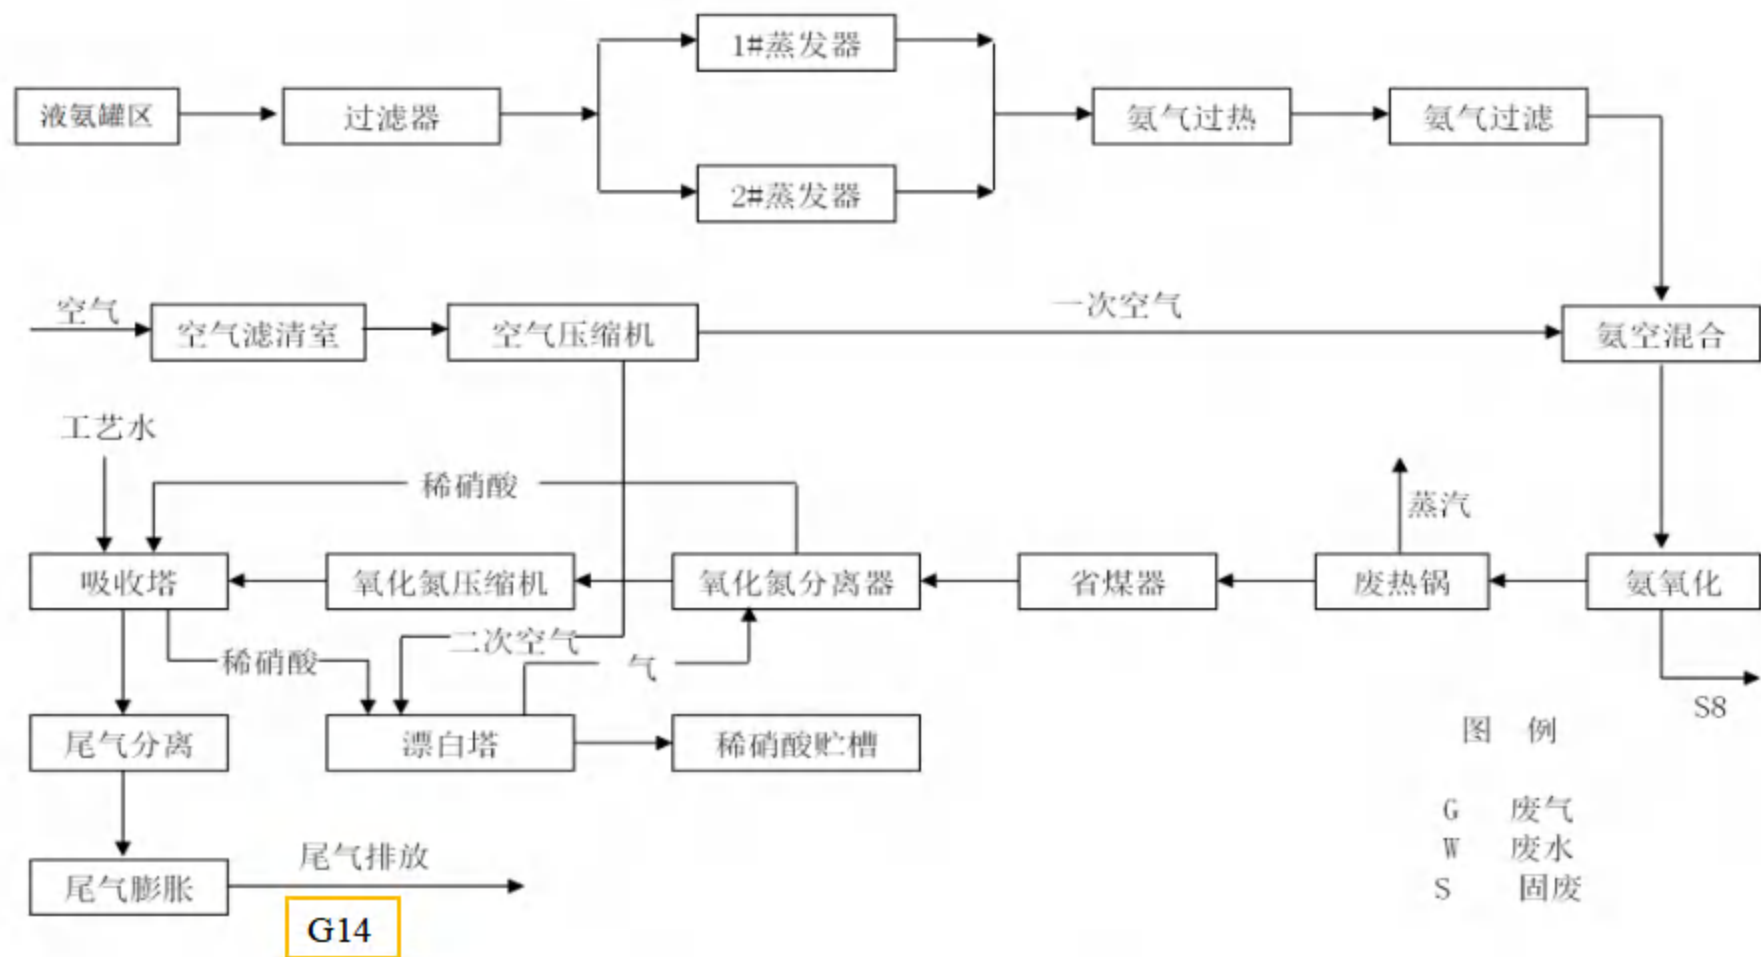 1#蒸发器
液氨罐区
过滤器
氨气过热
氨气过滤
2#蒸发器
空气
一次空气
空气滤清室
空气压缩机
氨空混合
工艺水
稀硝酸
蒸汽
吸收塔
氧化氮压缩机
氧化氮分离器
省煤器
废热锅
氨氧化
二次空气
稀硝酸
气
S8
尾气分离
漂白塔
稀硝酸贮槽
图 例
G 废气
W 废水
S 固废
尾气排放
尾气膨胀
G14